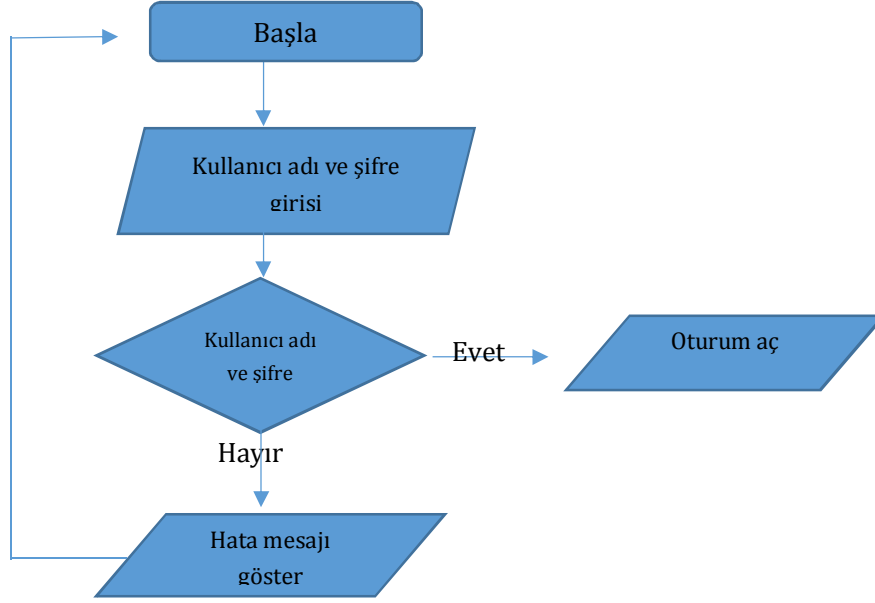 Başla
Kullanıcı adı ve şifre
girisi
Kullanıcı adı
ve şifre
Evet
Oturum aç
Hayır
Hata mesajı
göster